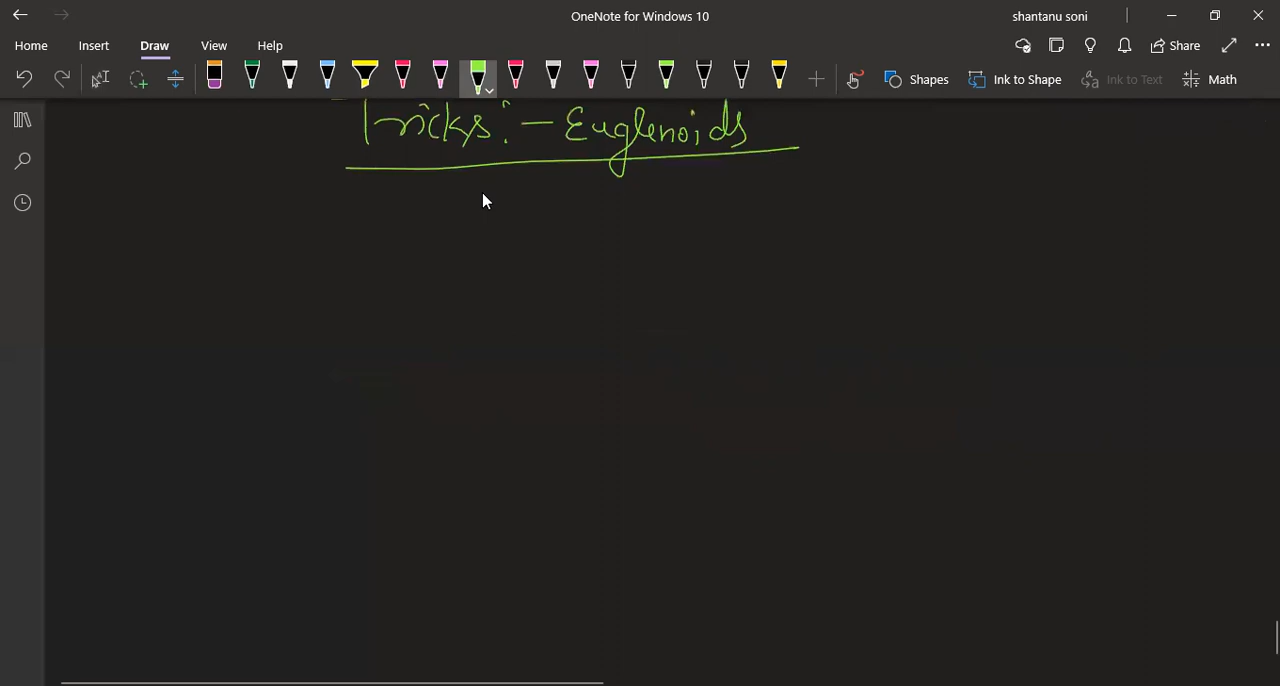 OneNote for Windows 10
shantanu soni
Home Insert Draw View Help
Share
Shapes Ink to Shape Ink to Text Math
Tricks: - Euglenoids